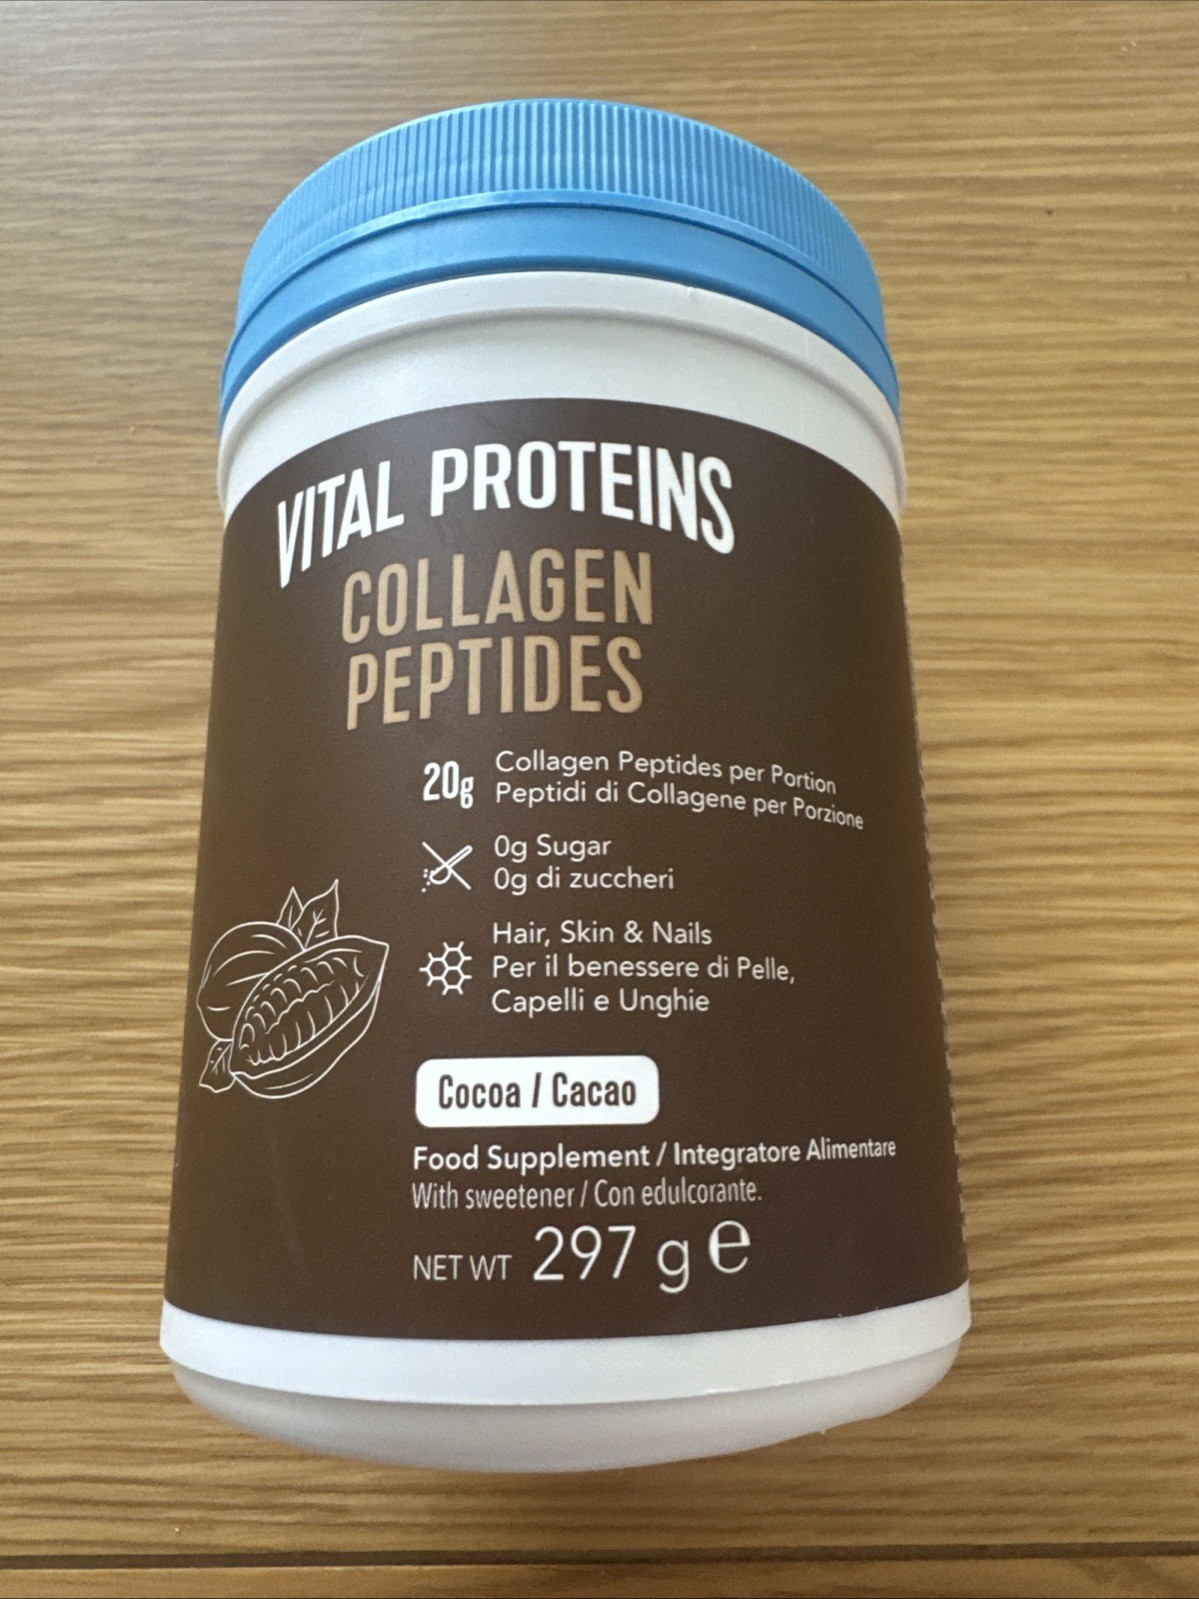 VITAL PROTEINS
COLLAGEN
PEPTIDES
20g
Collagen Peptides per Portion
Peptidi di Collagene per Porzione
0g Sugar
0g di zuccheri
Hair, Skin & Nails
Per il benessere di Pelle,
Capelli e Unghie
Cocoa / Cacao
Food Supplement / Integratore Alimentare
With sweetener / Con edulcorante.
NET WT 297 g e